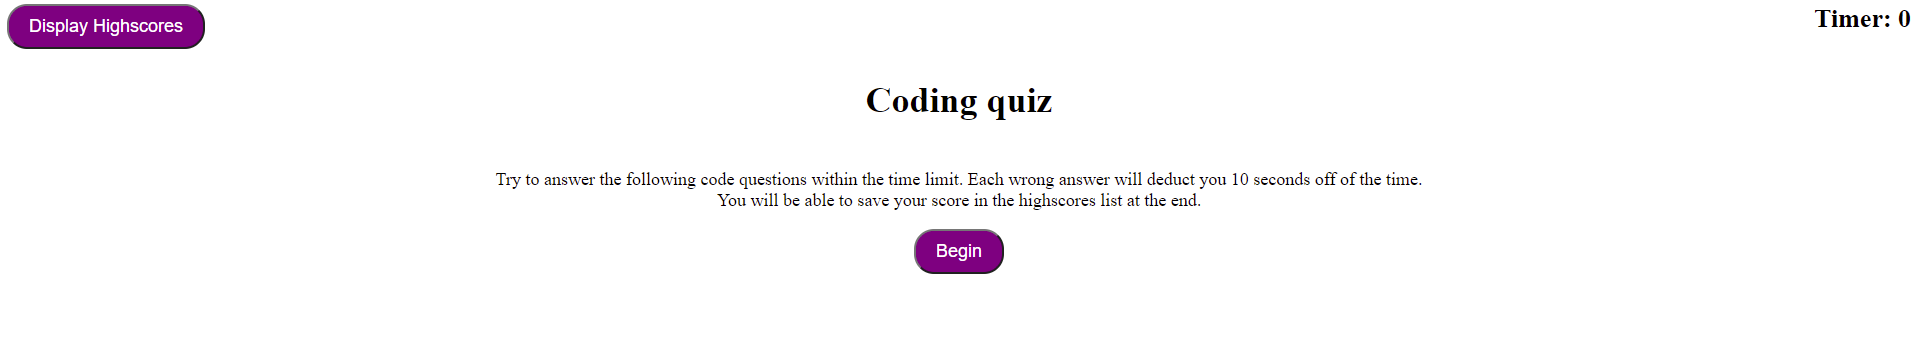 Display Highscores
Timer: 0
Coding quiz
Try to answer the following code questions within the time limit. Each wrong answer will deduct you 10 seconds off of the time.
You will be able to save your score in the highscores list at the end.
Begin